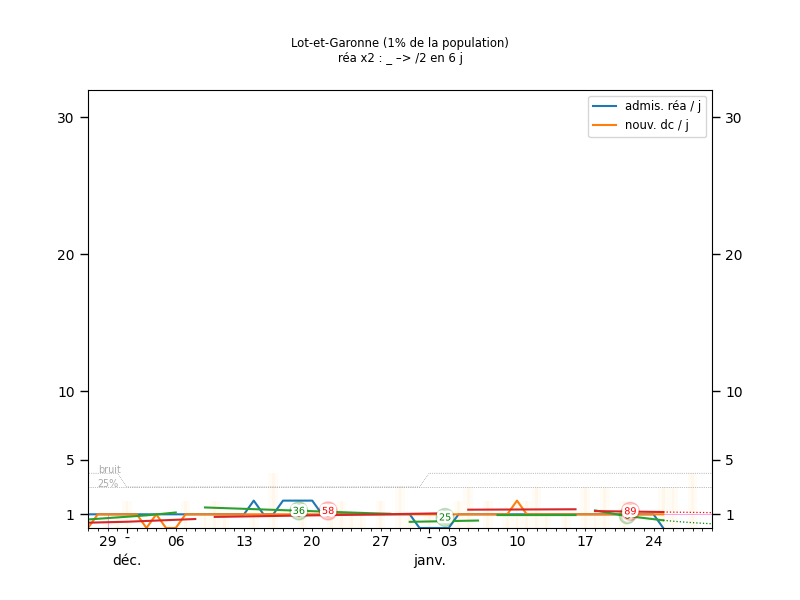 Lot-et-Garonne (1% de la population)
réa x2 : _ –> /2 en 6 j
30
30
admis. réa / j
nouv. dc / j
20
20
10
10
5
5
bruit
25%
36
58
25
89
1
1
29 - 06 13 20 27 - 03 10 17 24
déc. janv.